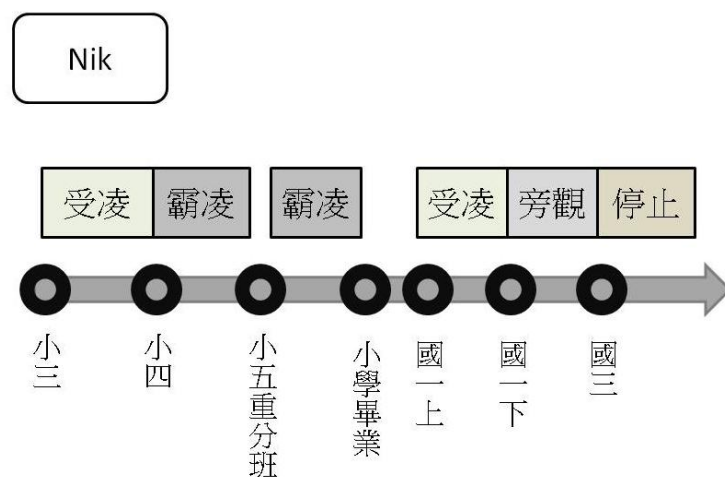 Nik
受凌
霸凌
霸凌
受凌
旁觀
停止
小三
小四
小五重分班
小學畢業
國一上
國一下
國三